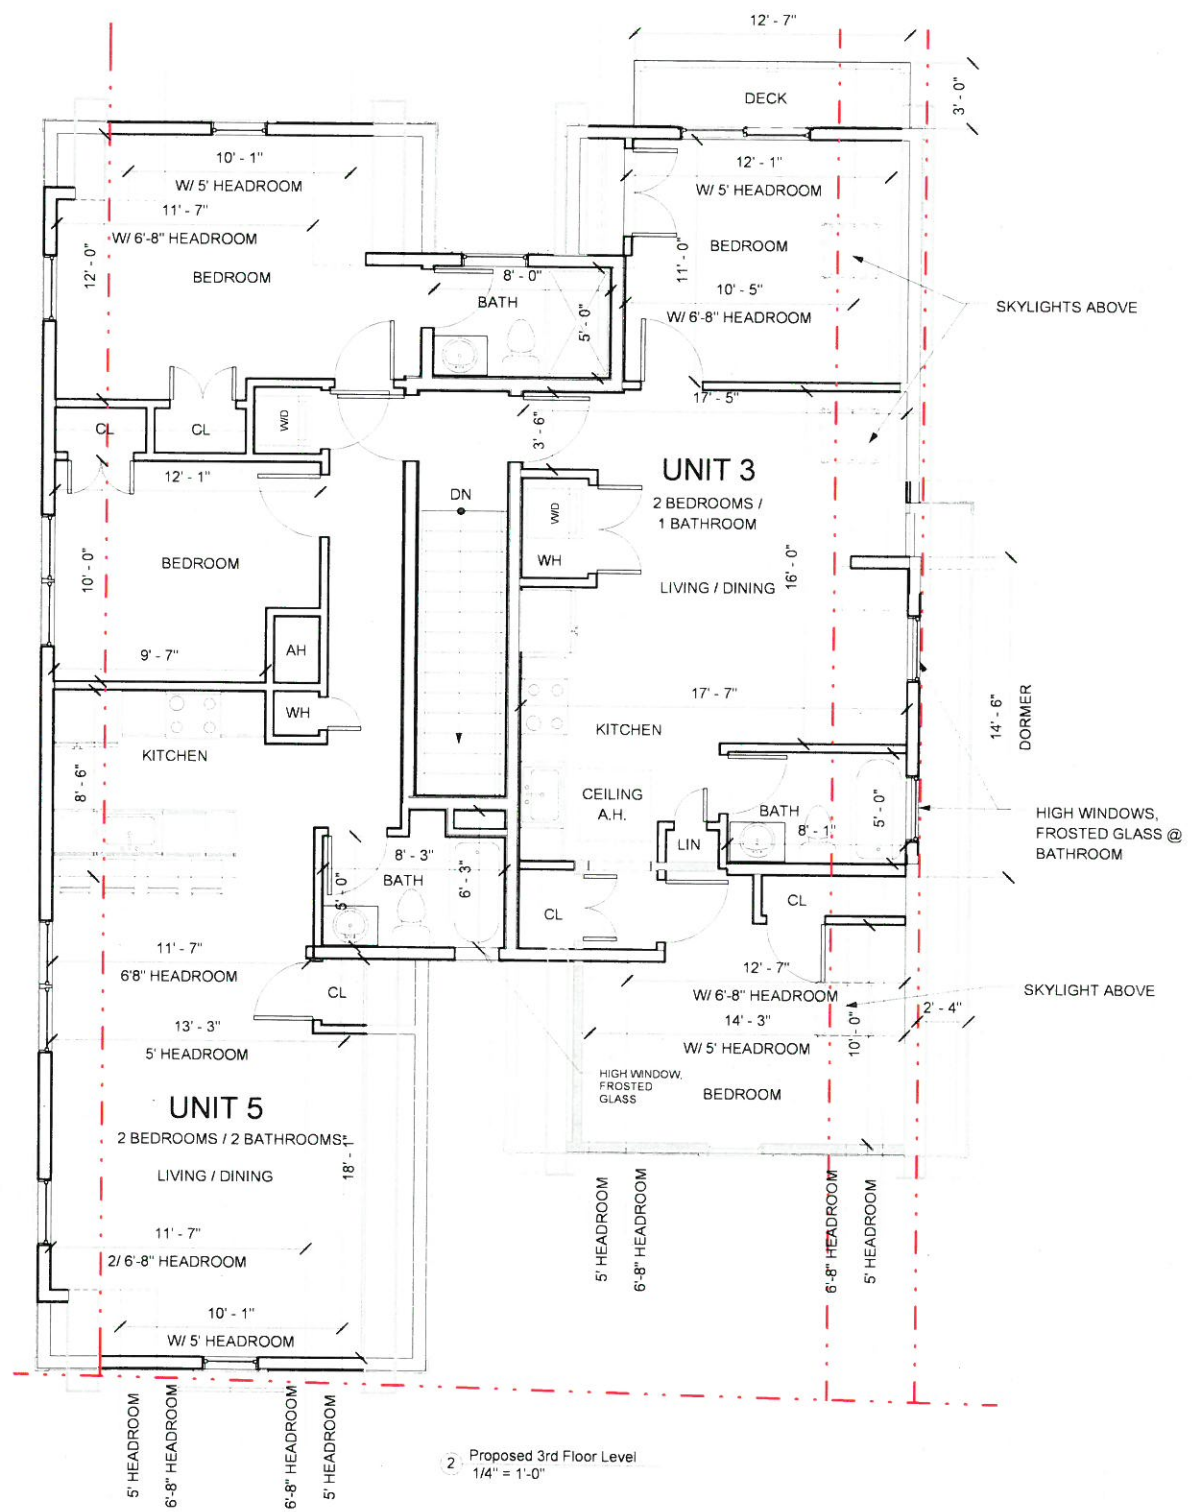 12' - 7"
DECK
3' - 0"
10' - 1"
W/ 5' HEADROOM
11' - 7"
W/ 6'-8" HEADROOM
12' - 0"
BEDROOM
8' - 0"
BATH
5' - 0"
12' - 1"
W/ 5' HEADROOM
11' - 0"
BEDROOM
10' - 5"
W/ 6'-8" HEADROOM
SKYLIGHTS ABOVE
CL
CL
W/D
3' - 6"
17' - 5"
12' - 1"
10' - 0"
BEDROOM
9' - 7"
AH
WH
DN
UNIT 3
2 BEDROOMS /
1 BATHROOM
W/D
WH
LIVING / DINING
16' - 0"
17' - 7"
KITCHEN
14' - 6"
DORMER
KITCHEN
8' - 6"
CEILING
A.H.
BATH
8' - 1"
5' - 0"
LIN
HIGH WINDOWS,
FROSTED GLASS @
BATHROOM
8' - 3"
BATH
5' - 0"
6' - 3"
CL
CL
11' - 7"
6'8" HEADROOM
CL
13' - 3"
5' HEADROOM
12' - 7"
W/ 6'-8" HEADROOM
14' - 3"
W/ 5' HEADROOM
10' - 0"
BEDROOM
SKYLIGHT ABOVE
2' - 4"
HIGH WINDOW,
FROSTED
GLASS
UNIT 5
2 BEDROOMS / 2 BATHROOMS
18' - 1"
LIVING / DINING
11' - 7"
2/ 6'-8" HEADROOM
10' - 1"
W/ 5' HEADROOM
5' HEADROOM
6'-8" HEADROOM
6'-8" HEADROOM
5' HEADROOM
5' HEADROOM
6'-8" HEADROOM
6'-8" HEADROOM
5' HEADROOM
2
Proposed 3rd Floor Level
1/4" = 1'-0"